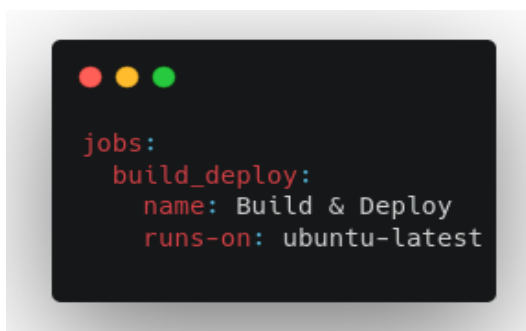 jobs:
  build_deploy:
    name: Build & Deploy
    runs-on: ubuntu-latest